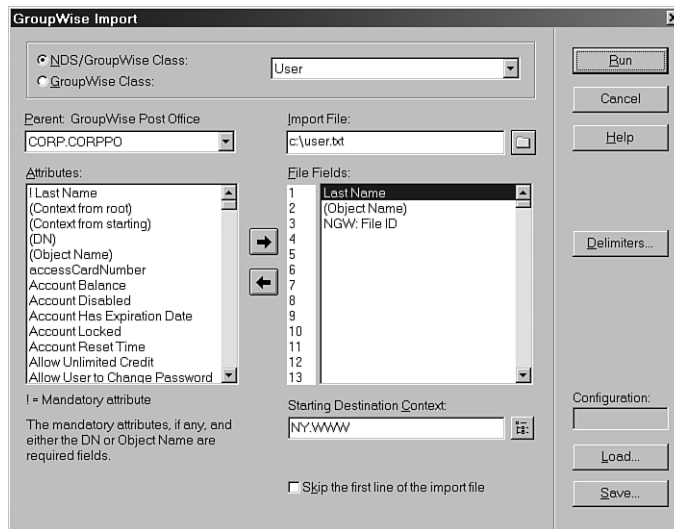 GroupWise Import
NDS/GroupWise Class:
GroupWise Class:
User
Run
Cancel
Help
Parent: GroupWise Post Office
CORP.CORPPO
Import File:
c:\user.txt
Attributes:
! Last Name
(Context from root)
(Context from starting)
(DN)
(Object Name)
accessCardNumber
Account Balance
Account Disabled
Account Has Expiration Date
Account Locked
Account Reset Time
Allow Unlimited Credit
Allow User to Change Password
File Fields:
1 Last Name
2 (Object Name)
3 NGW: File ID
4
5
6
7
8
9
10
11
12
13
Delimiters...
! = Mandatory attribute
The mandatory attributes, if any, and
either the DN or Object Name are
required fields.
Starting Destination Context:
NY.WWW
Skip the first line of the import file
Configuration:
Load...
Save...